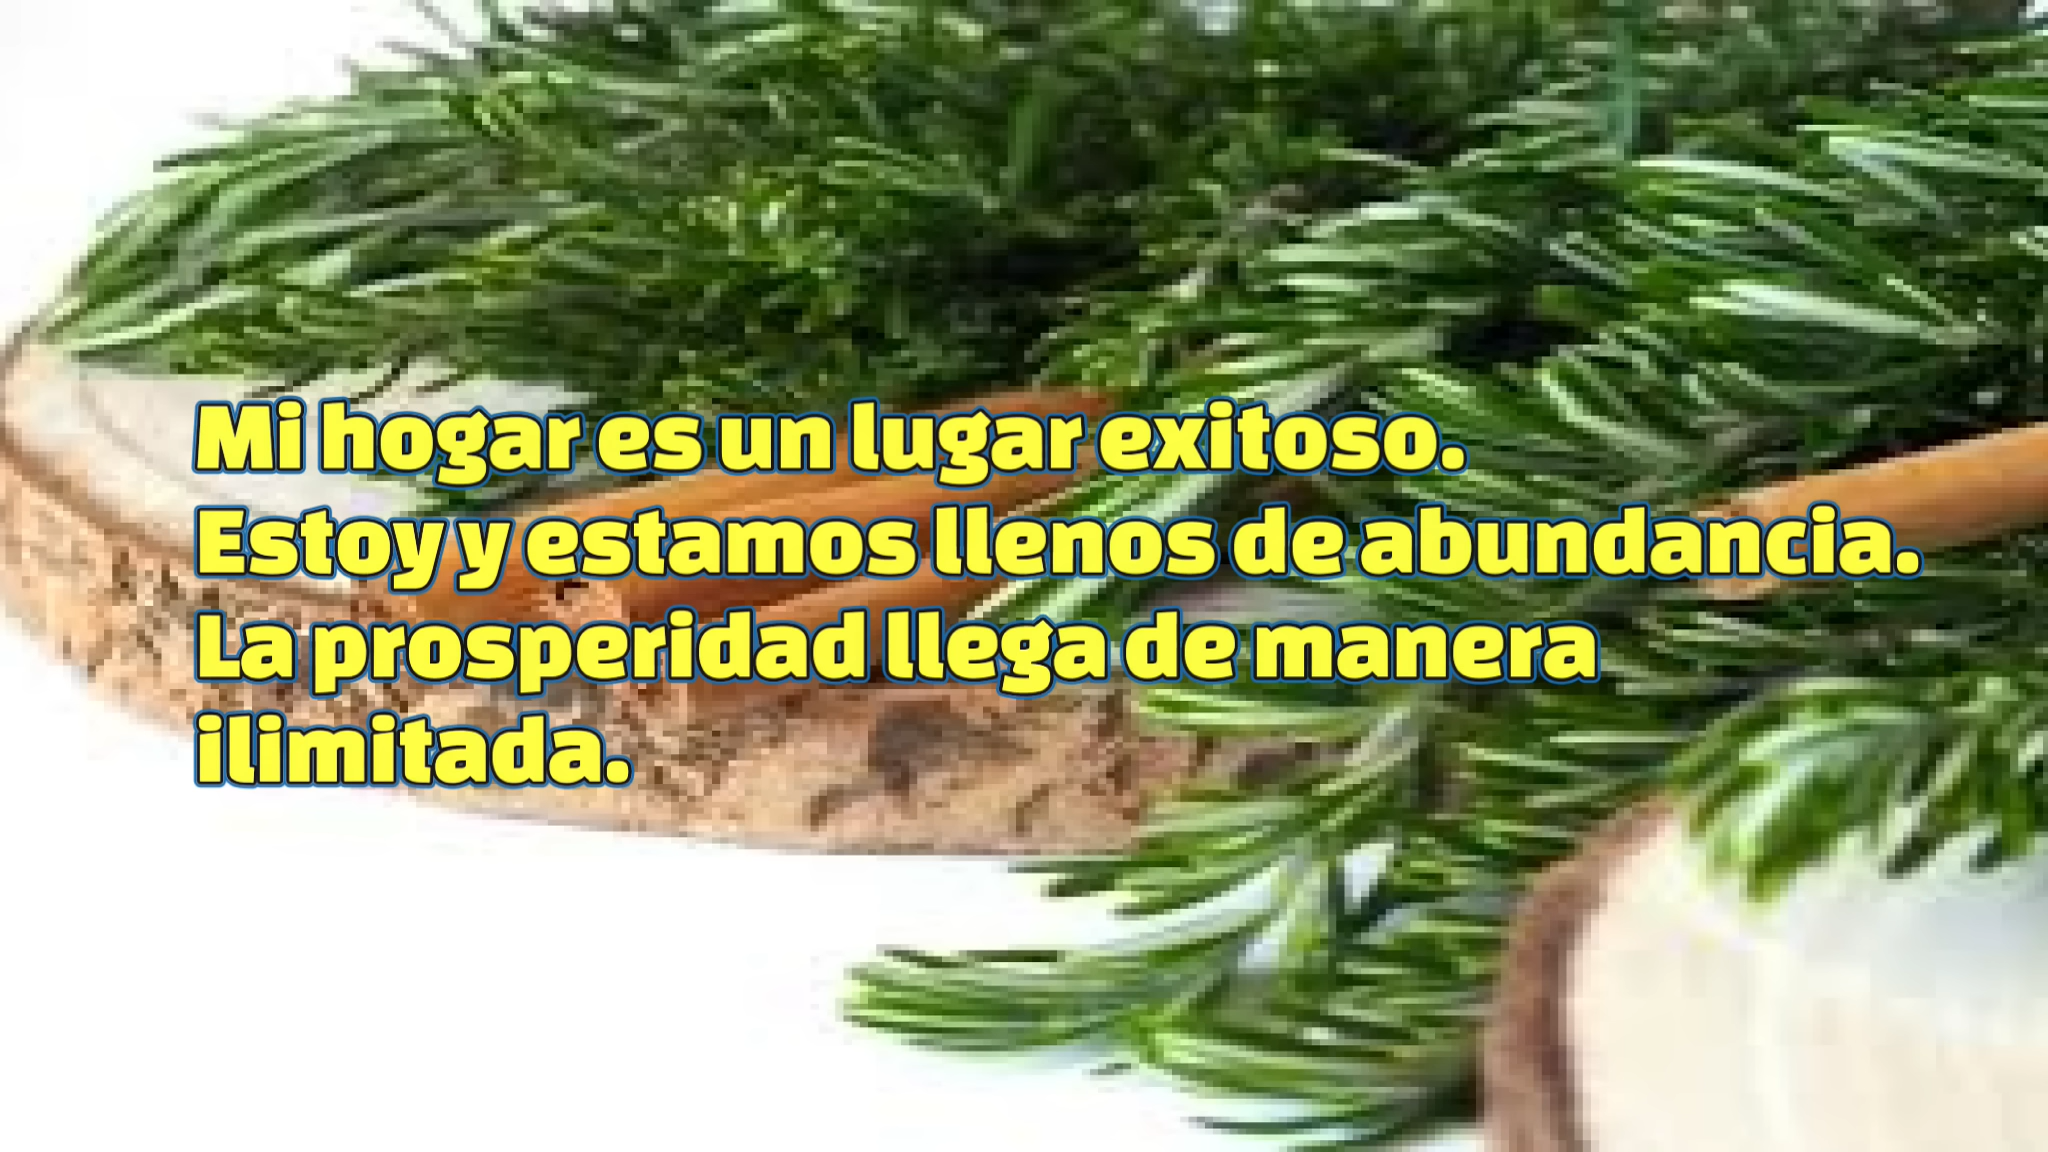 Mi hogar es un lugar exitoso.
Estoy y estamos llenos de abundancia.
La prosperidad llega de manera
ilimitada.